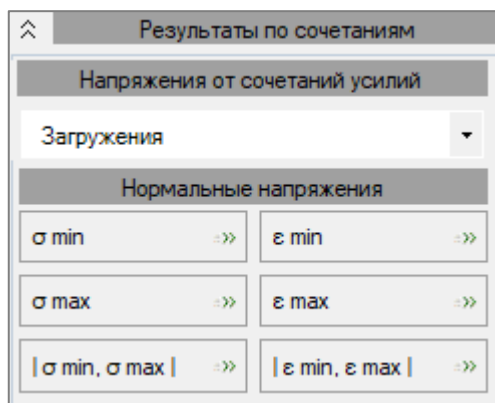 Результаты по сочетаниям
Напряжения от сочетаний усилий
Загружения
Нормальные напряжения
σ min ε min
σ max ε max
|σ min, σ max| |ε min, ε max|